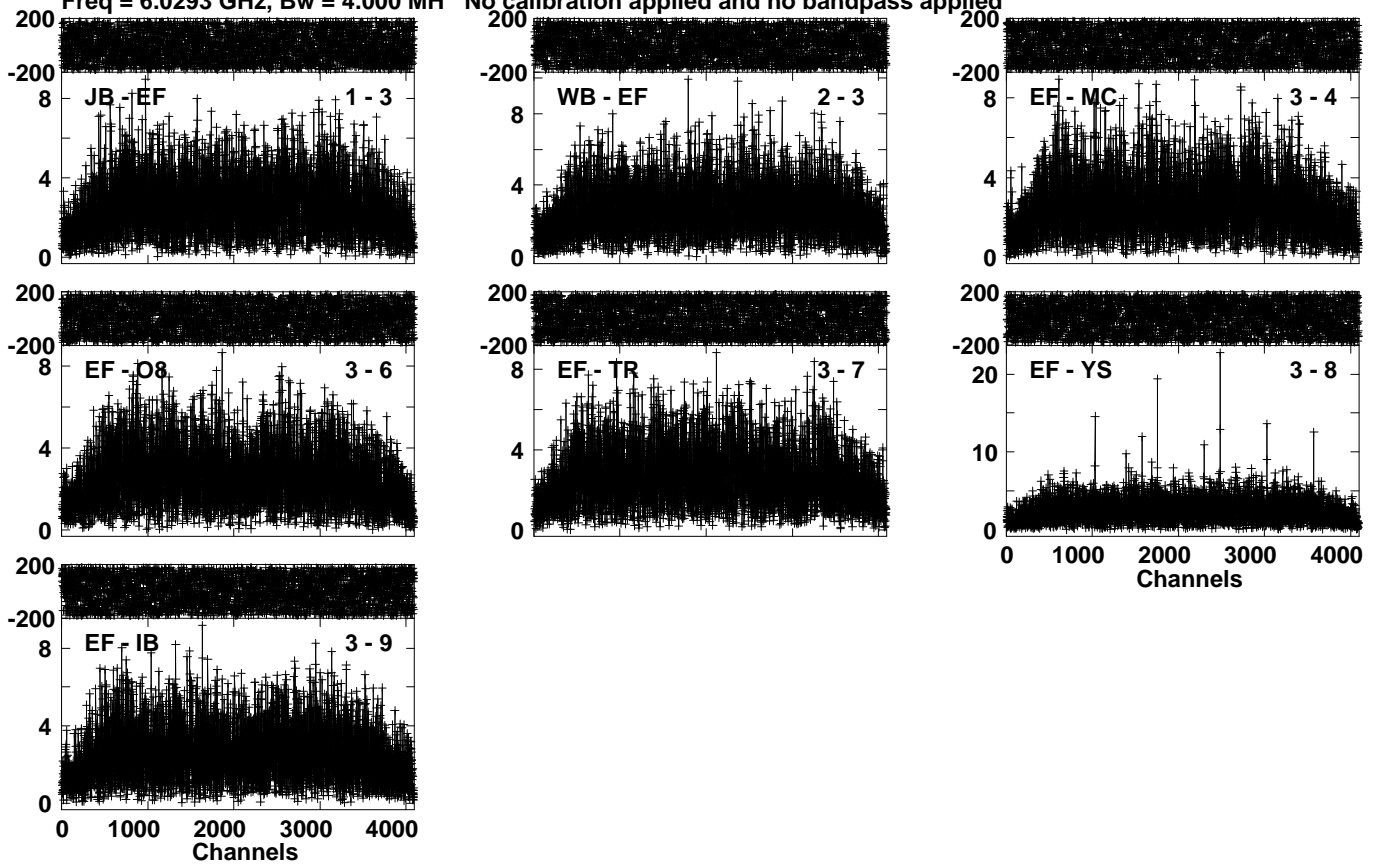 Freq = 6.0293 GHz, Bw = 4.000 MH No calibration applied and no bandpass applied
200
-200
JB - EF 1 - 3
8
4
0
200
-200
WB - EF 2 - 3
8
4
0
200
-200
EF - MC 3 - 4
8
4
0
200
-200
EF - O8 3 - 6
8
4
0
200
-200
EF - TR 3 - 7
8
4
0
200
-200
EF - YS 3 - 8
20
10
0
0 1000 2000 3000 4000
Channels
200
-200
EF - IB 3 - 9
8
4
0
0 1000 2000 3000 4000
Channels